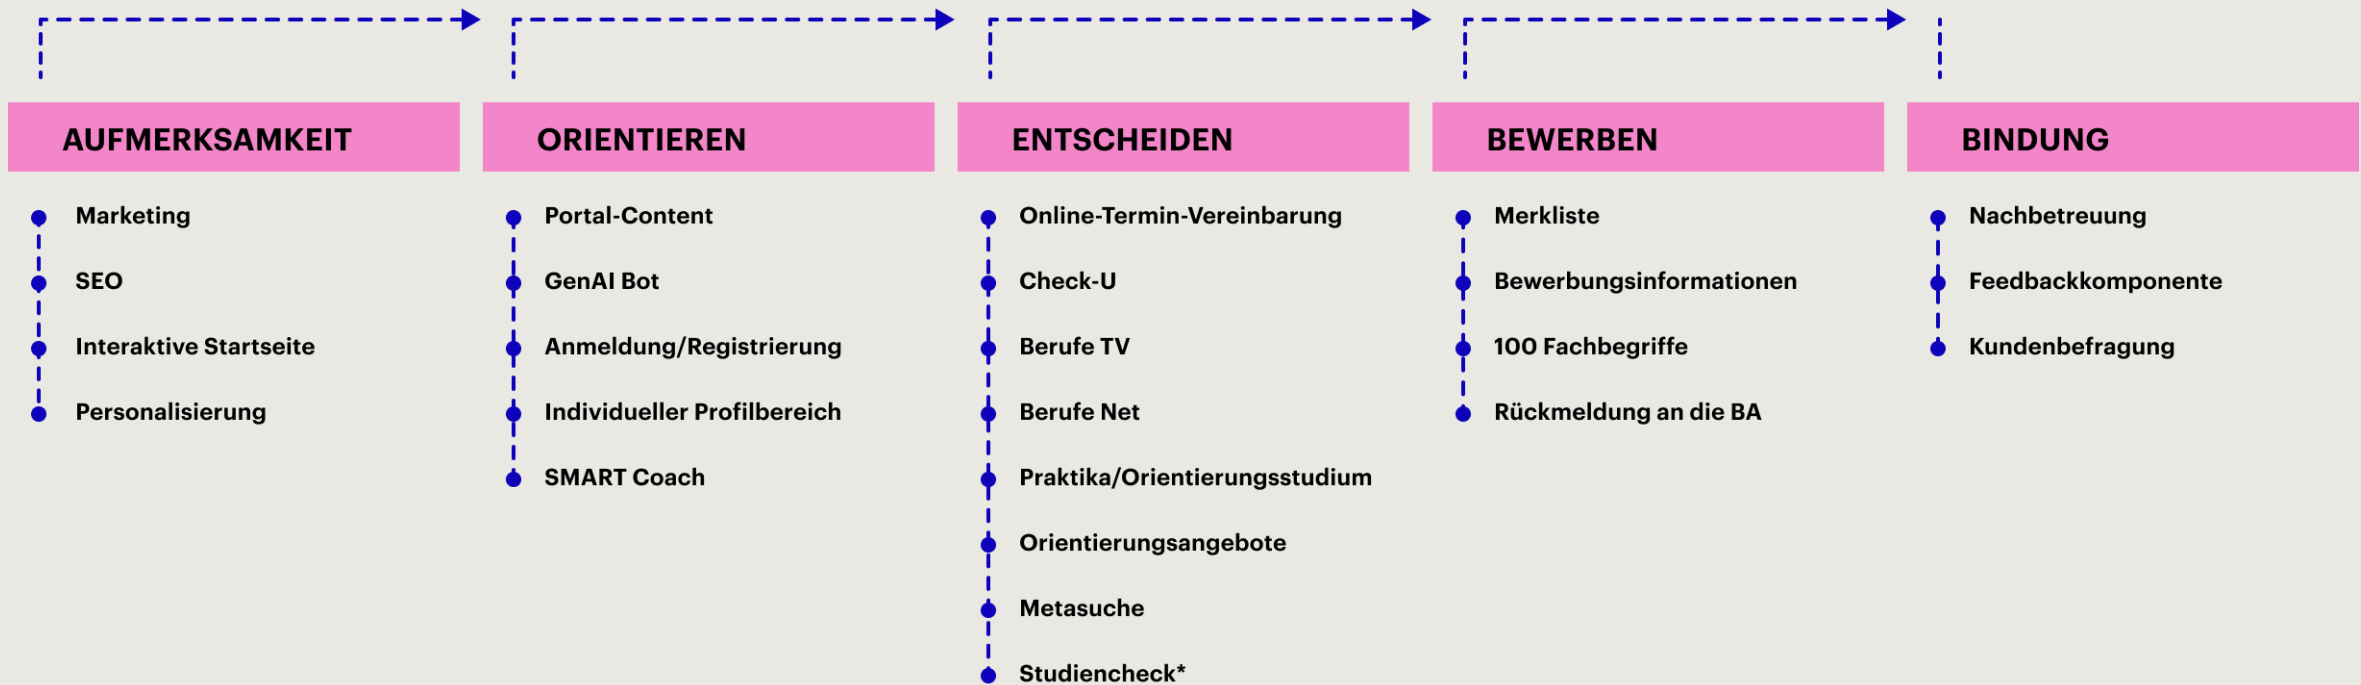 AUFMERKSAMKEIT
Marketing
SEO
Interaktive Startseite
Personalisierung
ORIENTIEREN
Portal-Content
GenAI Bot
Anmeldung/Registrierung
Individueller Profilbereich
SMART Coach
ENTSCHEIDEN
Online-Termin-Vereinbarung
Check-U
Berufe TV
Berufe Net
Praktika/Orientierungsstudium
Orientierungsangebote
Metasuche
Studiencheck*
BEWERBEN
Merkliste
Bewerbungsinformationen
100 Fachbegriffe
Rückmeldung an die BA
BINDUNG
Nachbetreuung
Feedbackkomponente
Kundenbefragung